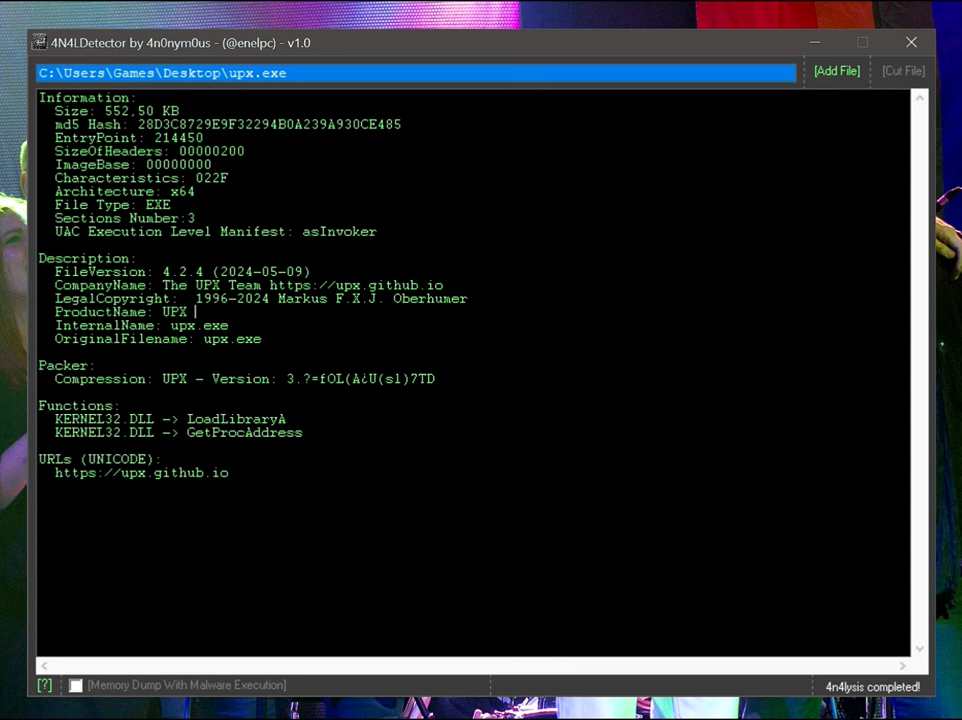 4N4LDetector by 4n0nym0us - (@enelpc) - v1.0
C:\Users\Games\Desktop\upx.exe
[Add File]
[Cut File]
Information:
Size: 552,50 KB
md5 Hash: 28D3C8729E9F32294B0A239A930CE485
EntryPoint: 214450
SizeOfHeaders: 00000200
ImageBase: 00000000
Characteristics: 022F
Architecture: x64
File Type: EXE
Sections Number:3
UAC Execution Level Manifest: asInvoker
Description:
FileVersion: 4.2.4 (2024-05-09)
CompanyName: The UPX Team https://upx.github.io
LegalCopyright:  1996-2024 Markus F.X.J. Oberhumer
ProductName: UPX
InternalName: upx.exe
OriginalFilename: upx.exe
Packer:
Compression: UPX - Version: 3.?=fOL(A¿U(s1)7TD
Functions:
KERNEL32.DLL -> LoadLibraryA
KERNEL32.DLL -> GetProcAddress
URLs (UNICODE):
https://upx.github.io
[?]
[Memory Dump With Malware Execution]
4n4lysis completed!